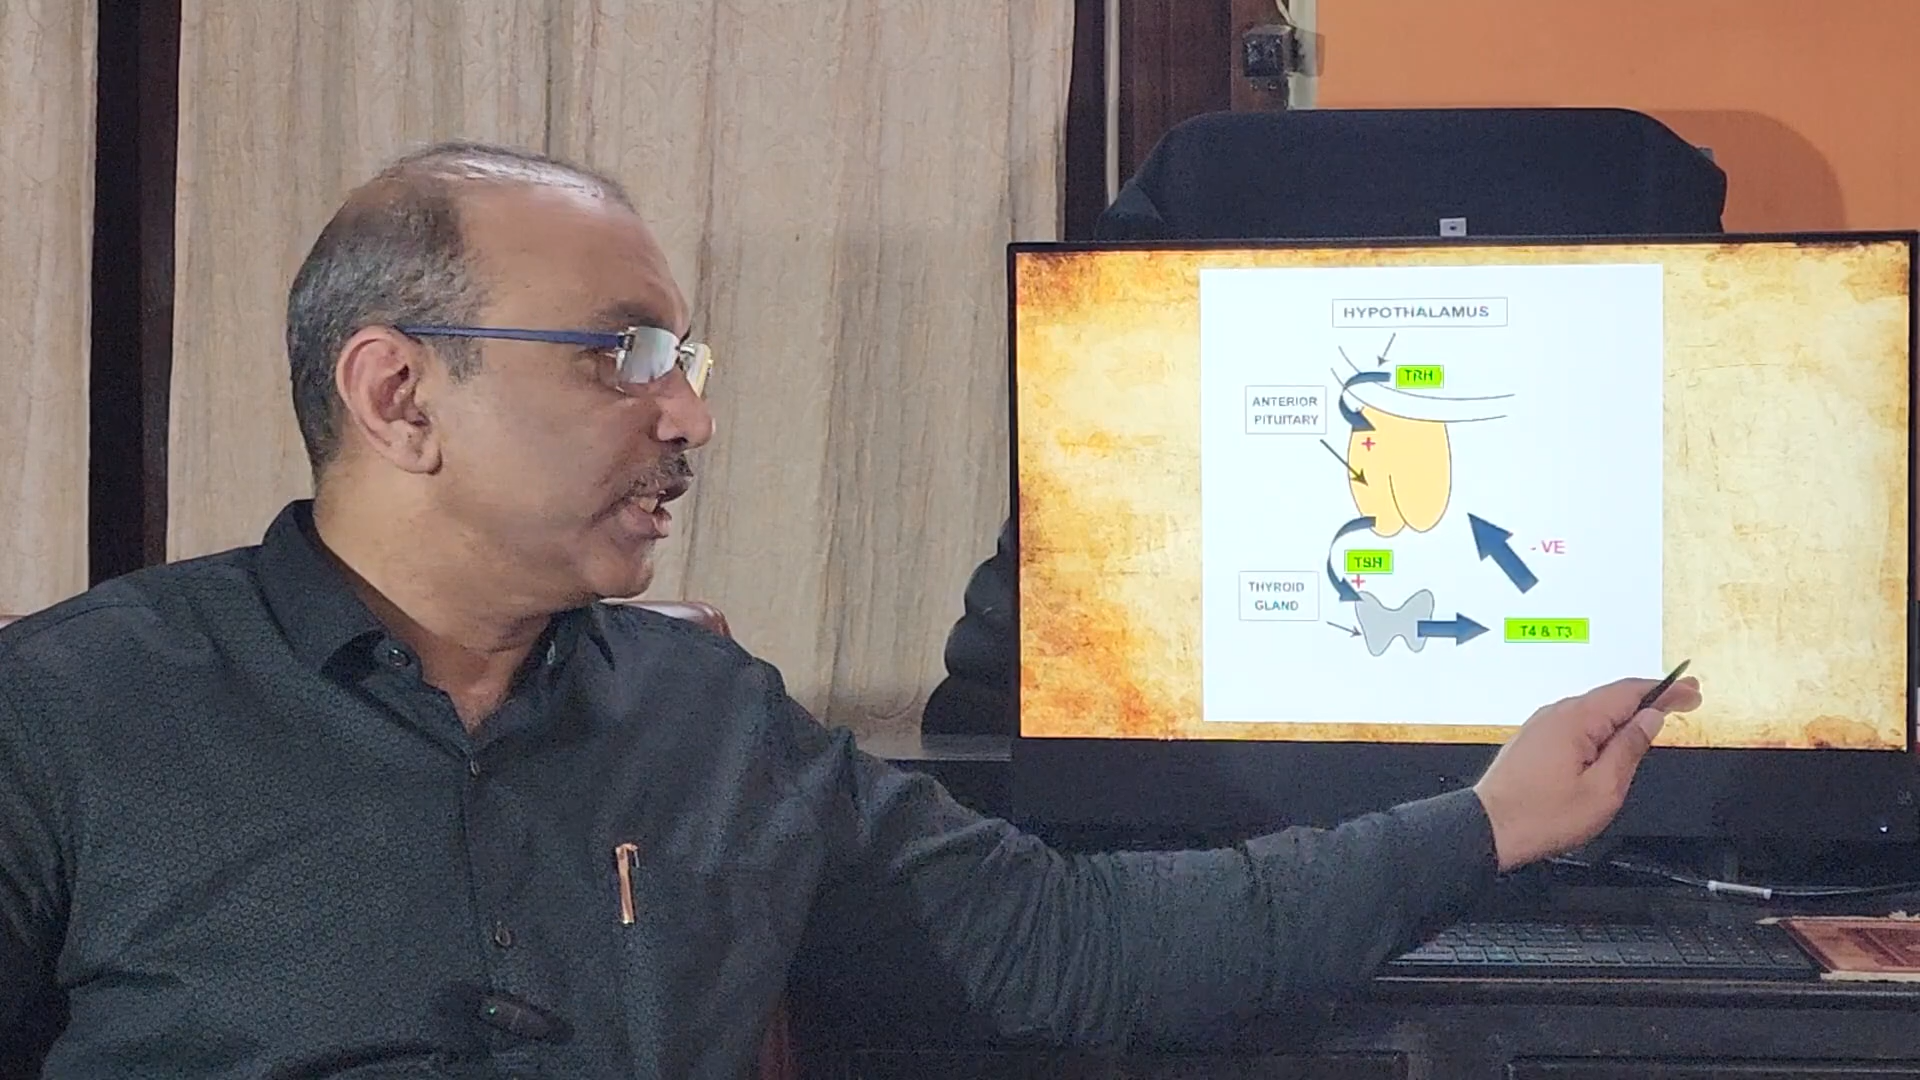 HYPOTHALAMUS
TRH
ANTERIOR
PITUITARY
+
- VE
TSH
+
THYROID
GLAND
T4 & T3